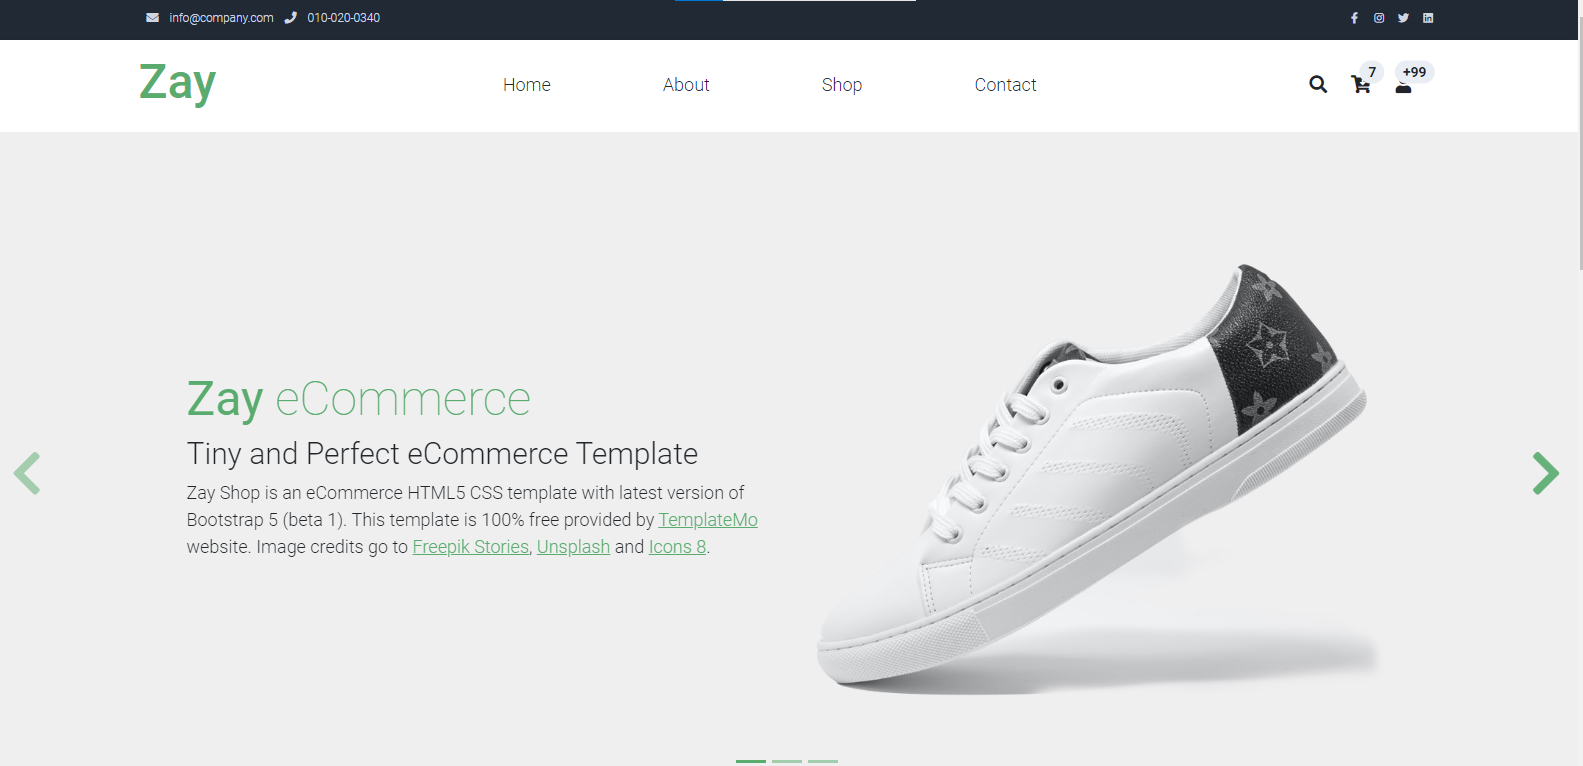 info@company.com 010-020-0340
Zay
Home About Shop Contact
7 +99
Zay eCommerce
Tiny and Perfect eCommerce Template
Zay Shop is an eCommerce HTML5 CSS template with latest version of
Bootstrap 5 (beta 1). This template is 100% free provided by TemplateMo
website. Image credits go to Freepik Stories, Unsplash and Icons 8.